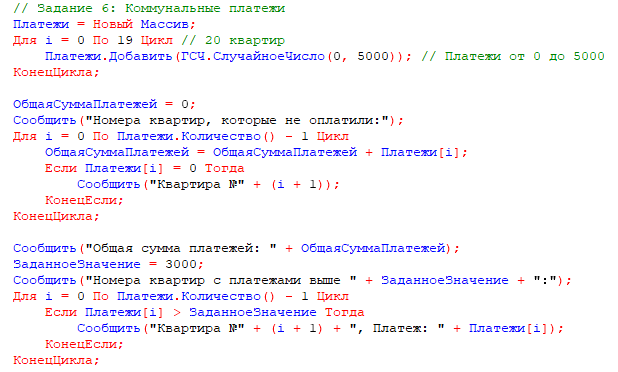 // Задание 6: Коммунальные платежи
Платежи = Новый Массив;
Для i = 0 По 19 Цикл // 20 квартир
    Платежи.Добавить(ГСЧ.СлучайноеЧисло(0, 5000)); // Платежи от 0 до 5000
КонецЦикла;

ОбщаяСуммаПлатежей = 0;
Сообщить("Номера квартир, которые не оплатили:");
Для i = 0 По Платежи.Количество() - 1 Цикл
    ОбщаяСуммаПлатежей = ОбщаяСуммаПлатежей + Платежи[i];
    Если Платежи[i] = 0 Тогда
        Сообщить("Квартира №" + (i + 1));
    КонецЕсли;
КонецЦикла;

Сообщить("Общая сумма платежей: " + ОбщаяСуммаПлатежей);
ЗаданноеЗначение = 3000;
Сообщить("Номера квартир с платежами выше " + ЗаданноеЗначение + ":");
Для i = 0 По Платежи.Количество() - 1 Цикл
    Если Платежи[i] > ЗаданноеЗначение Тогда
        Сообщить("Квартира №" + (i + 1) + ", Платеж: " + Платежи[i]);
    КонецЕсли;
КонецЦикла;